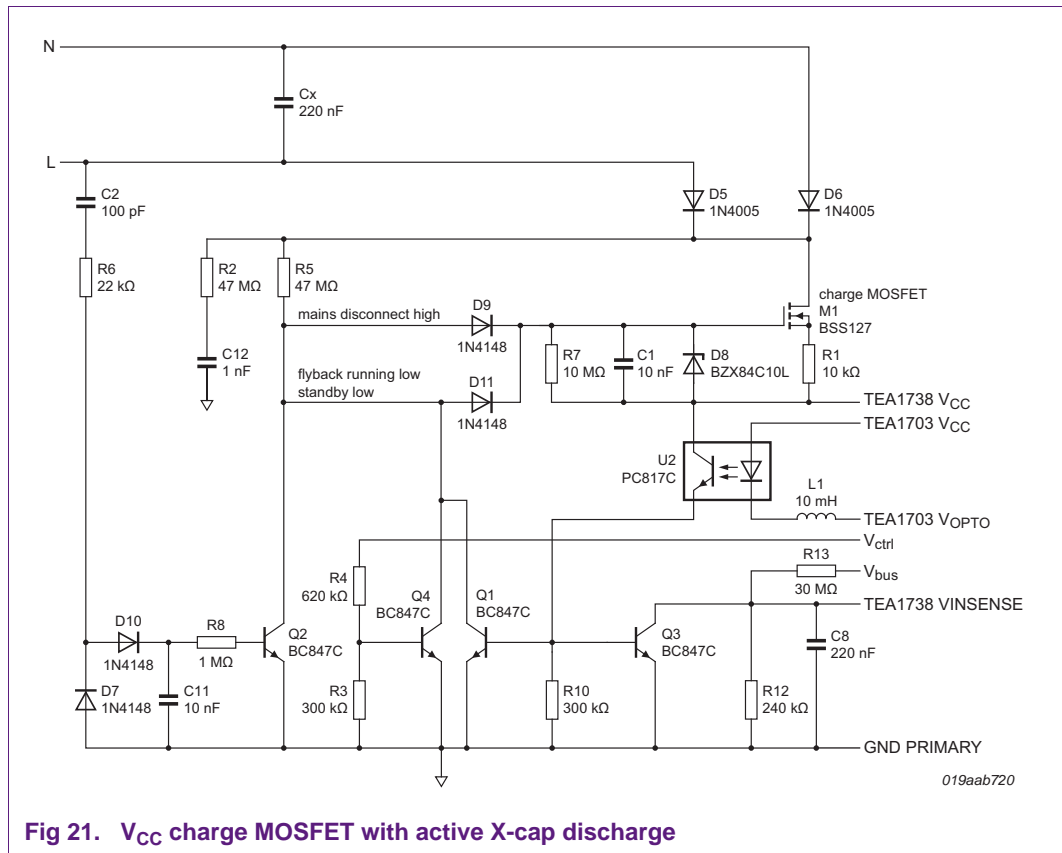 N
Cx
220 nF
L
C2
100 pF
D5
1N4005
D6
1N4005
R6
22 kΩ
R2
47 MΩ
R5
47 MΩ
charge MOSFET
M1
BSS127
mains disconnect high
D9
1N4148
R7
10 MΩ
C1
10 nF
D8
BZX84C10L
R1
10 kΩ
C12
1 nF
flyback running low
standby low
D11
1N4148
TEA1738 VCC
TEA1703 VCC
U2
PC817C
L1
10 mH
TEA1703 VOPTO
Vctrl
R13
30 MΩ
Vbus
R4
620 kΩ
Q4
BC847C
Q1
BC847C
TEA1738 VINSENSE
D10
1N4148
R8
1 MΩ
Q2
BC847C
Q3
BC847C
C8
220 nF
D7
1N4148
C11
10 nF
R3
300 kΩ
R10
300 kΩ
R12
240 kΩ
GND PRIMARY
019aab720
Fig 21. VCC charge MOSFET with active X-cap discharge